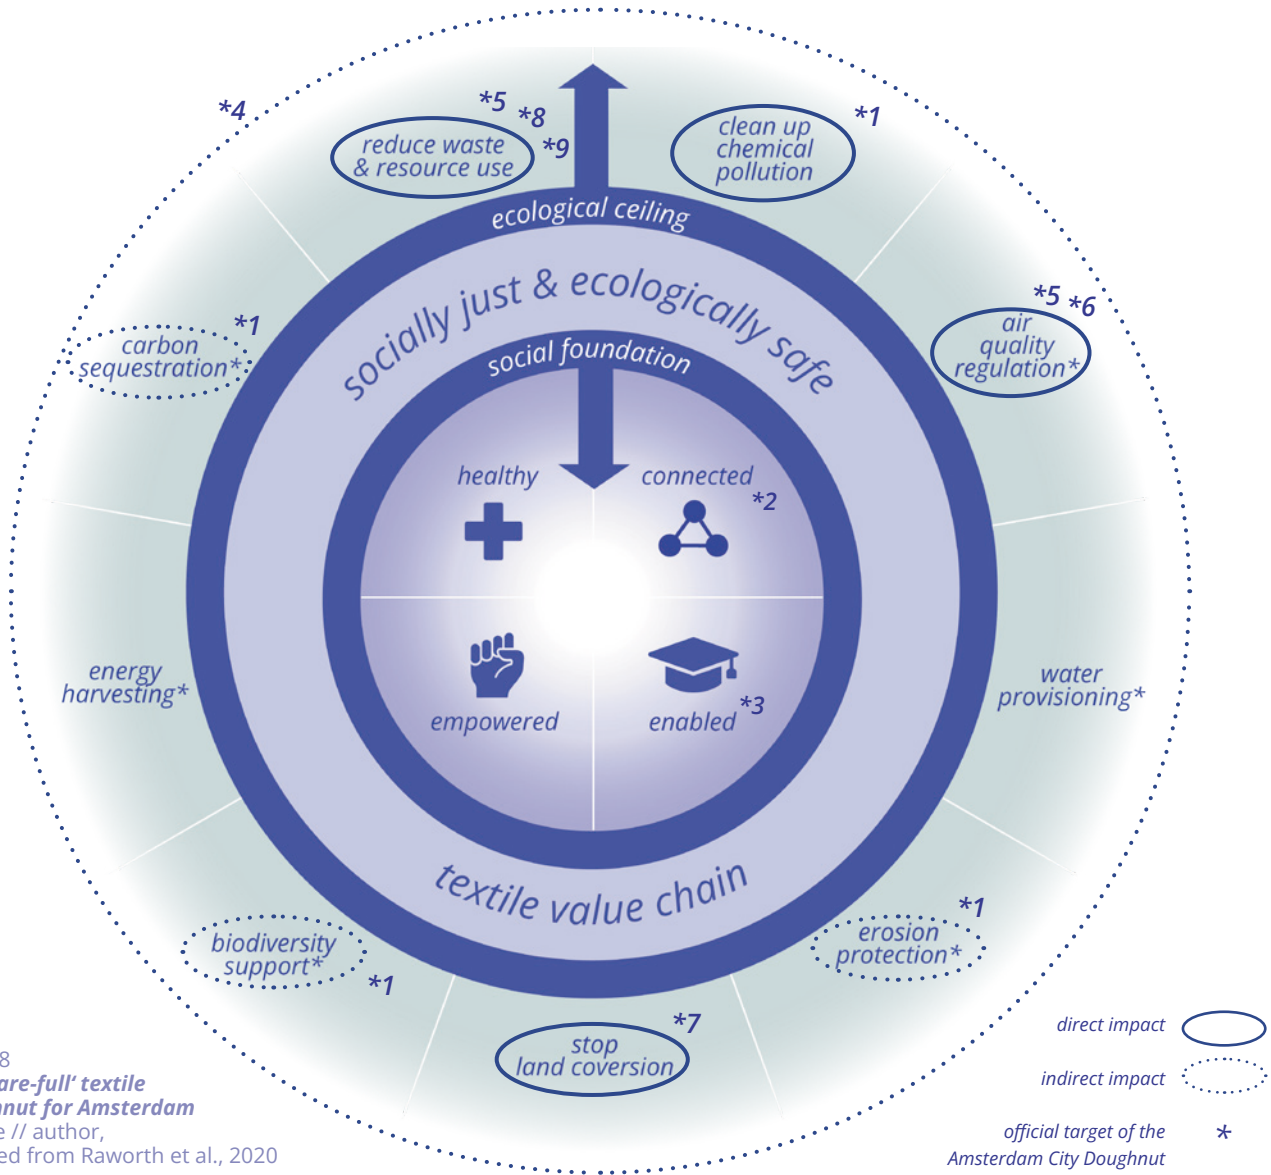 *4
*5
*8
*9
reduce waste
& resource use
clean up
chemical
pollution
*1
ecological ceiling
socially just & ecologically safe
social foundation
*5 *6
air
quality
regulation*
*1
carbon
sequestration*
healthy
connected
*2
empowered
enabled
*3
energy
harvesting*
water
provisioning*
textile value chain
biodiversity
support*
*1
*1
erosion
protection*
*7
stop
land coversion
direct impact
indirect impact
official target of the
Amsterdam City Doughnut
*
8
are-full‘ textile
nut for Amsterdam
e // author,
ed from Raworth et al., 2020